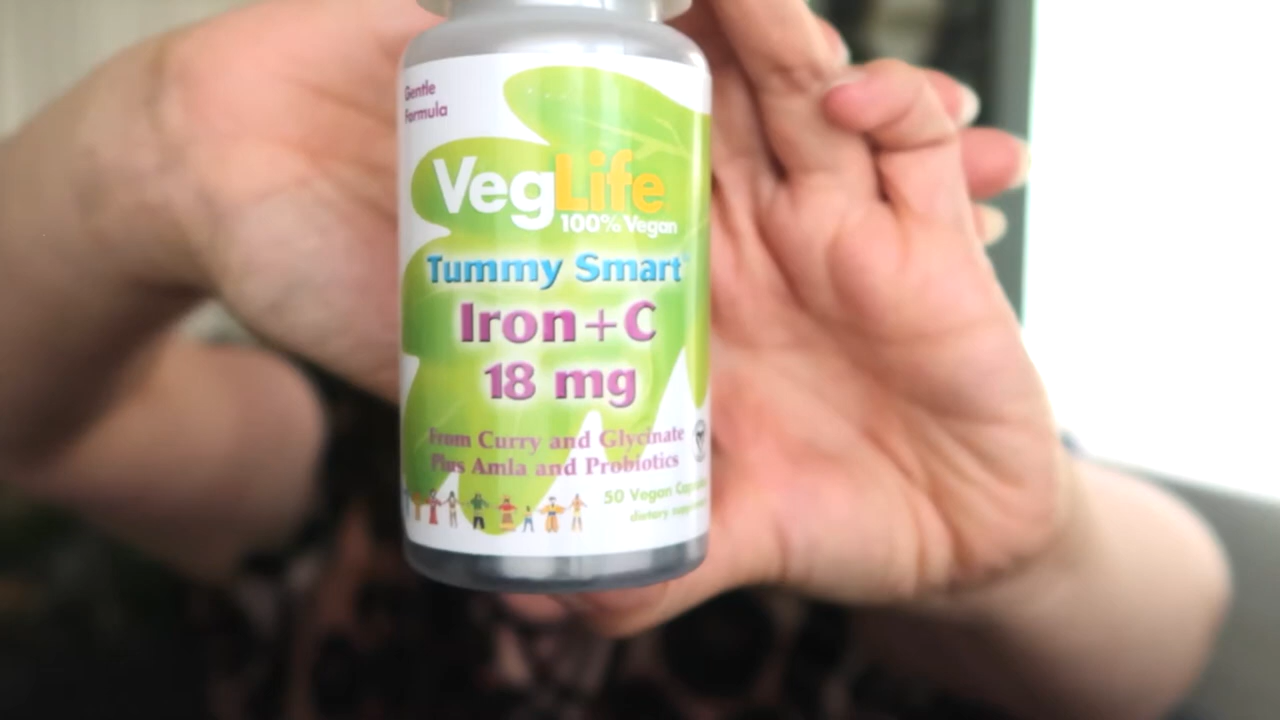 Gentle
Formula
VegLife
100% Vegan
Tummy Smart
Iron+C
18 mg
From Curry and Glycinate
Plus Amla and Probiotics
50 Vegan
dietary